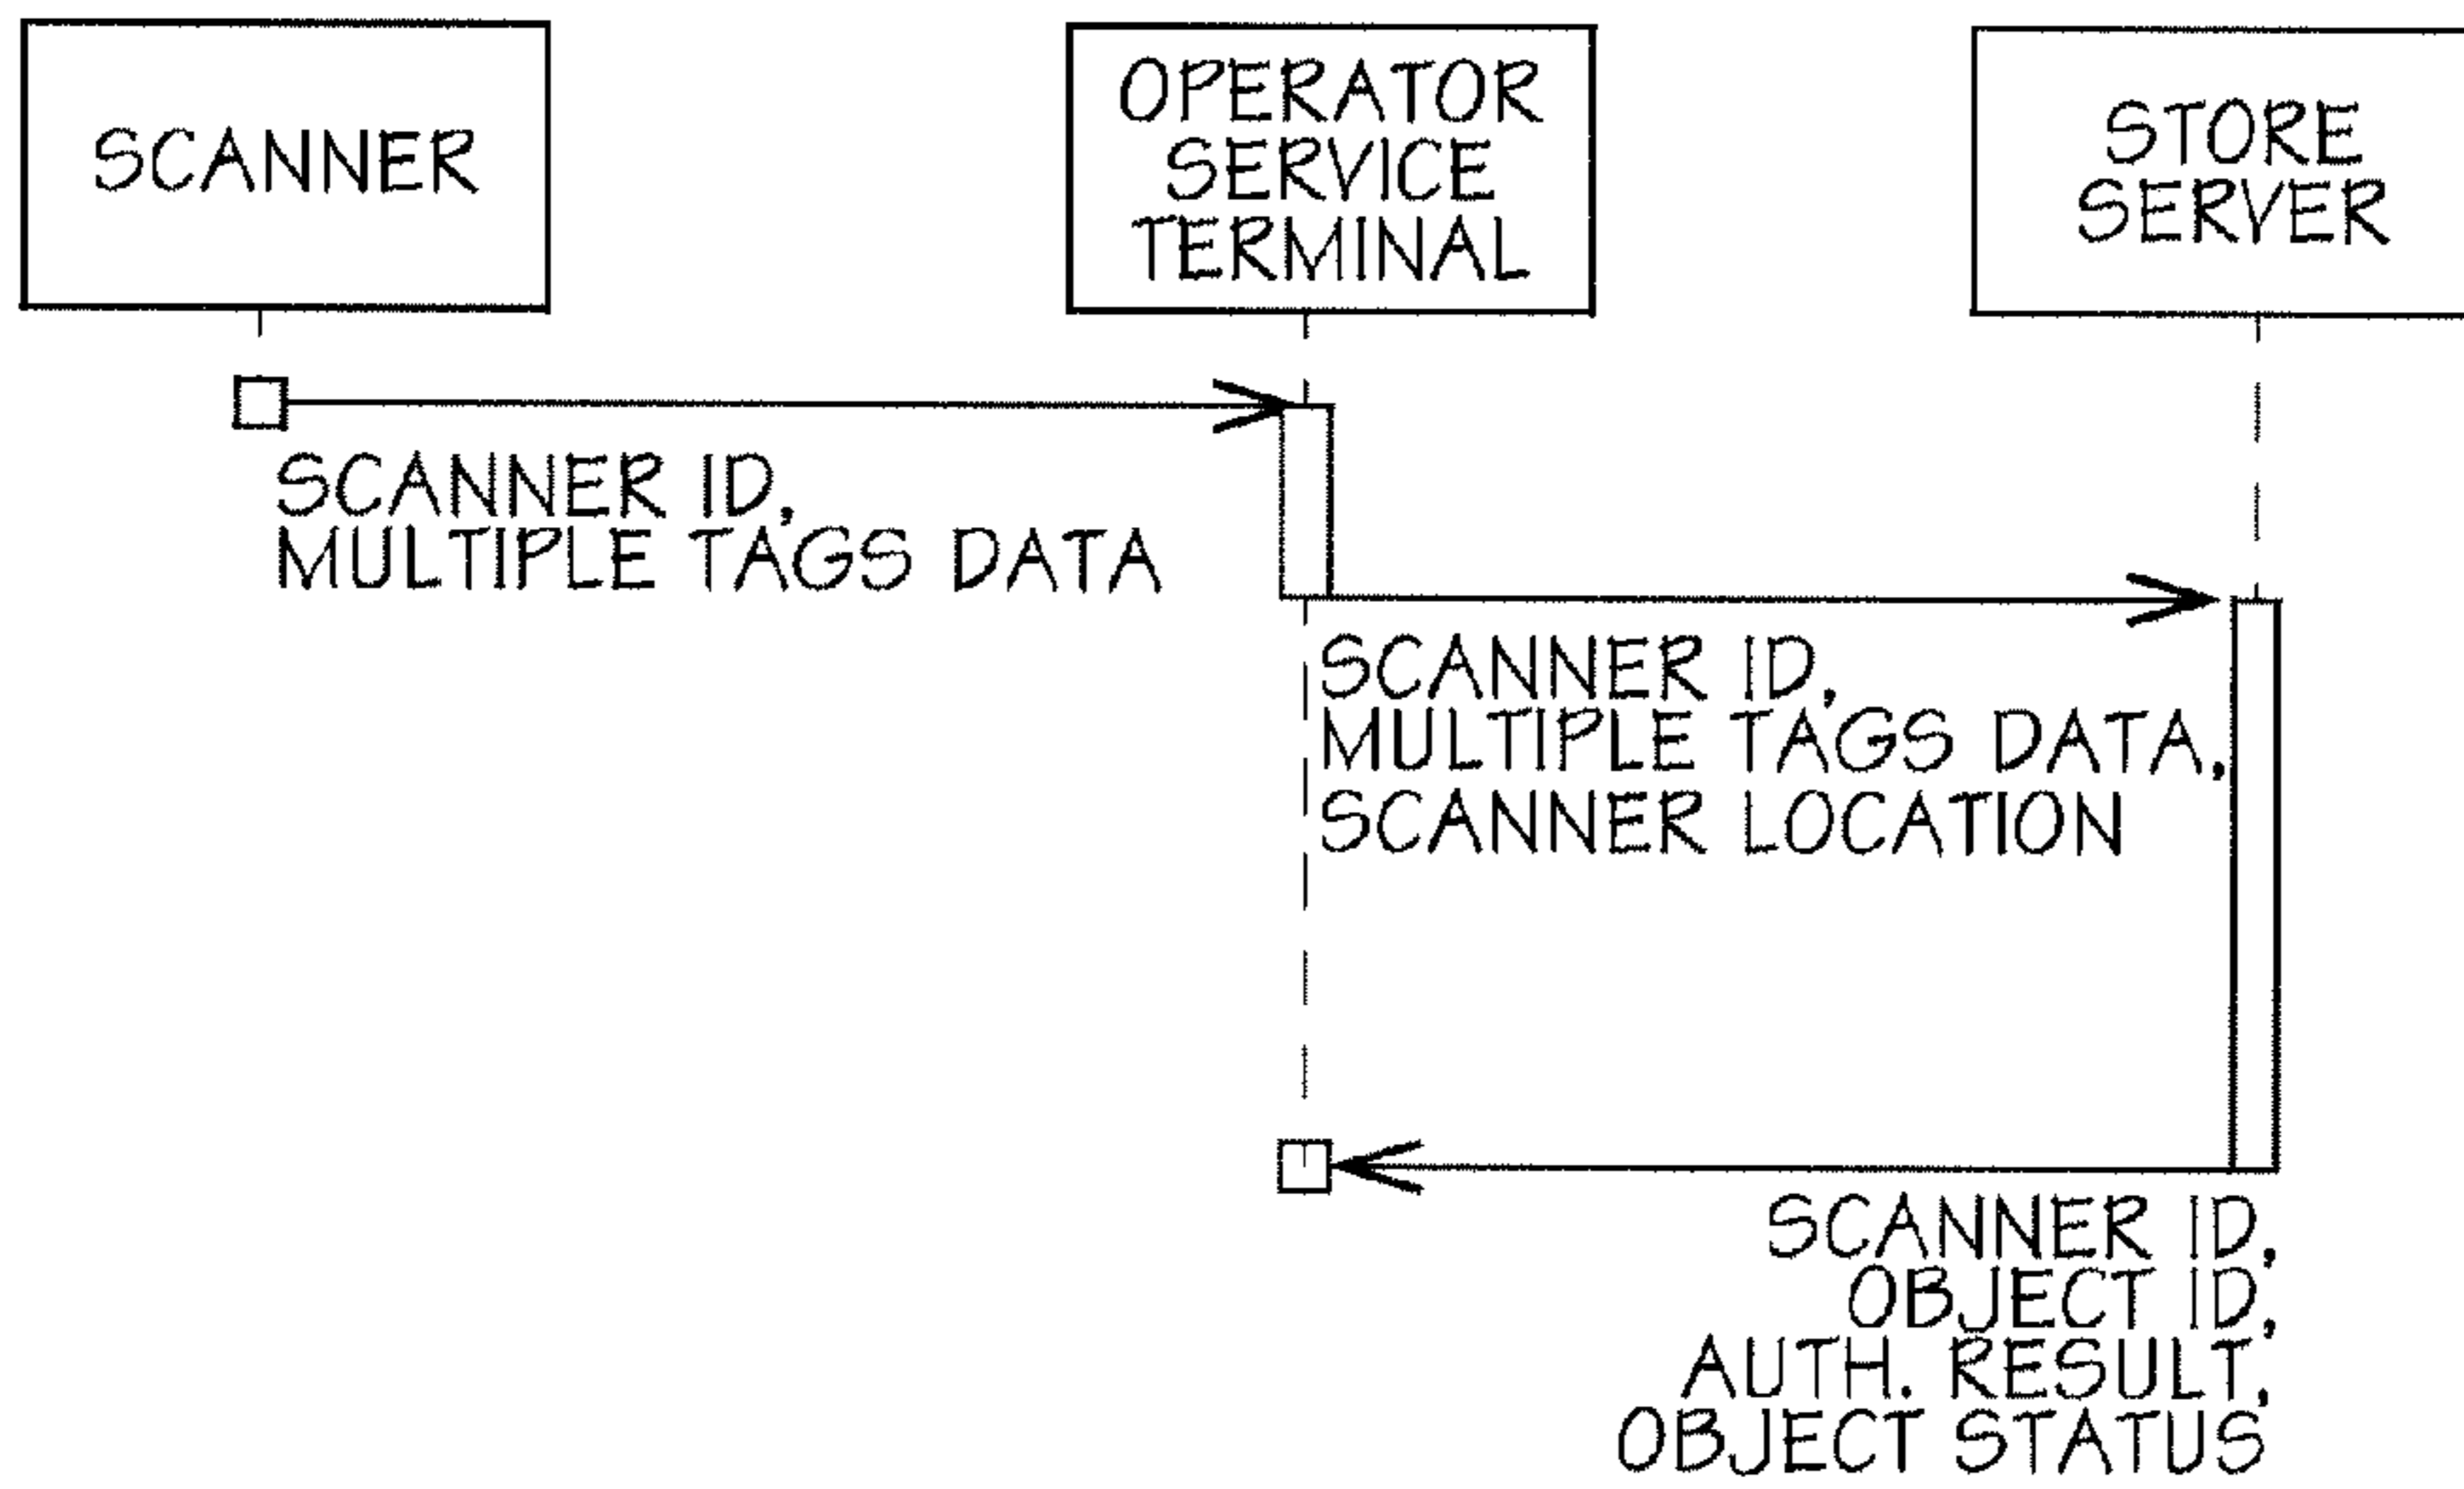 SCANNER
OPERATOR
SERVICE
TERMINAL
STORE
SERVER
SCANNER ID,
MULTIPLE TAGS DATA
SCANNER ID,
MULTIPLE TAGS DATA,
SCANNER LOCATION
SCANNER ID,
OBJECT ID,
AUTH. RESULT,
OBJECT STATUS